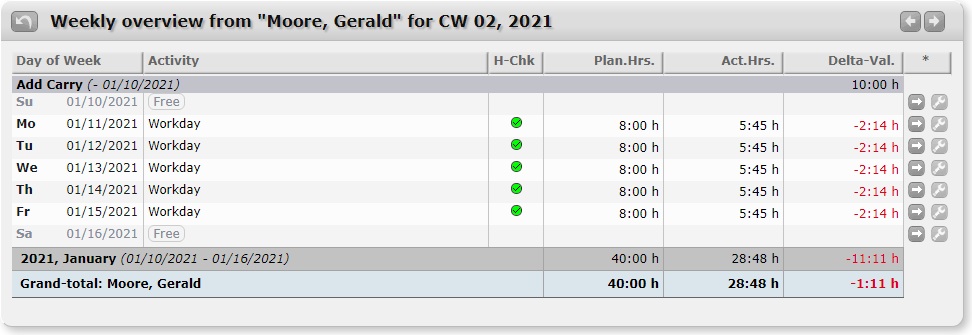 Weekly overview from "Moore, Gerald" for CW 02, 2021
Day of Week Activity H-Chk Plan.Hrs. Act.Hrs. Delta-Val. *
Add Carry (- 01/10/2021) 10:00 h
Su 01/10/2021 Free
Mo 01/11/2021 Workday 8:00 h 5:45 h -2:14 h
Tu 01/12/2021 Workday 8:00 h 5:45 h -2:14 h
We 01/13/2021 Workday 8:00 h 5:45 h -2:14 h
Th 01/14/2021 Workday 8:00 h 5:45 h -2:14 h
Fr 01/15/2021 Workday 8:00 h 5:45 h -2:14 h
Sa 01/16/2021 Free
2021, January (01/10/2021 - 01/16/2021) 40:00 h 28:48 h -11:11 h
Grand-total: Moore, Gerald 40:00 h 28:48 h -1:11 h